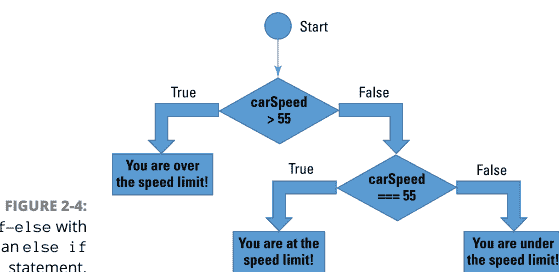 Start
True
False
carSpeed
> 55
You are over
the speed limit!
True
False
carSpeed
=== 55
You are at the
speed limit!
You are under
the speed limit!
FIGURE 2-4:
f-else with
an else if
statement.